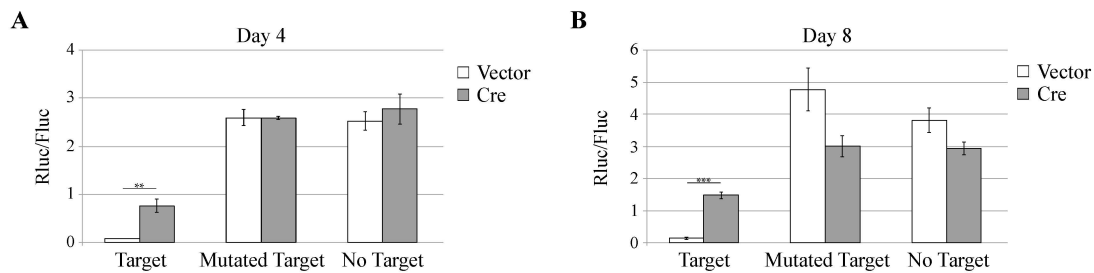 A
Day 4
4
3
2
1
0
Rluc/Fluc
**
Target
Mutated Target
No Target
Vector
Cre
B
Day 8
6
5
4
3
2
1
0
Rluc/Fluc
***
Target
Mutated Target
No Target
Vector
Cre